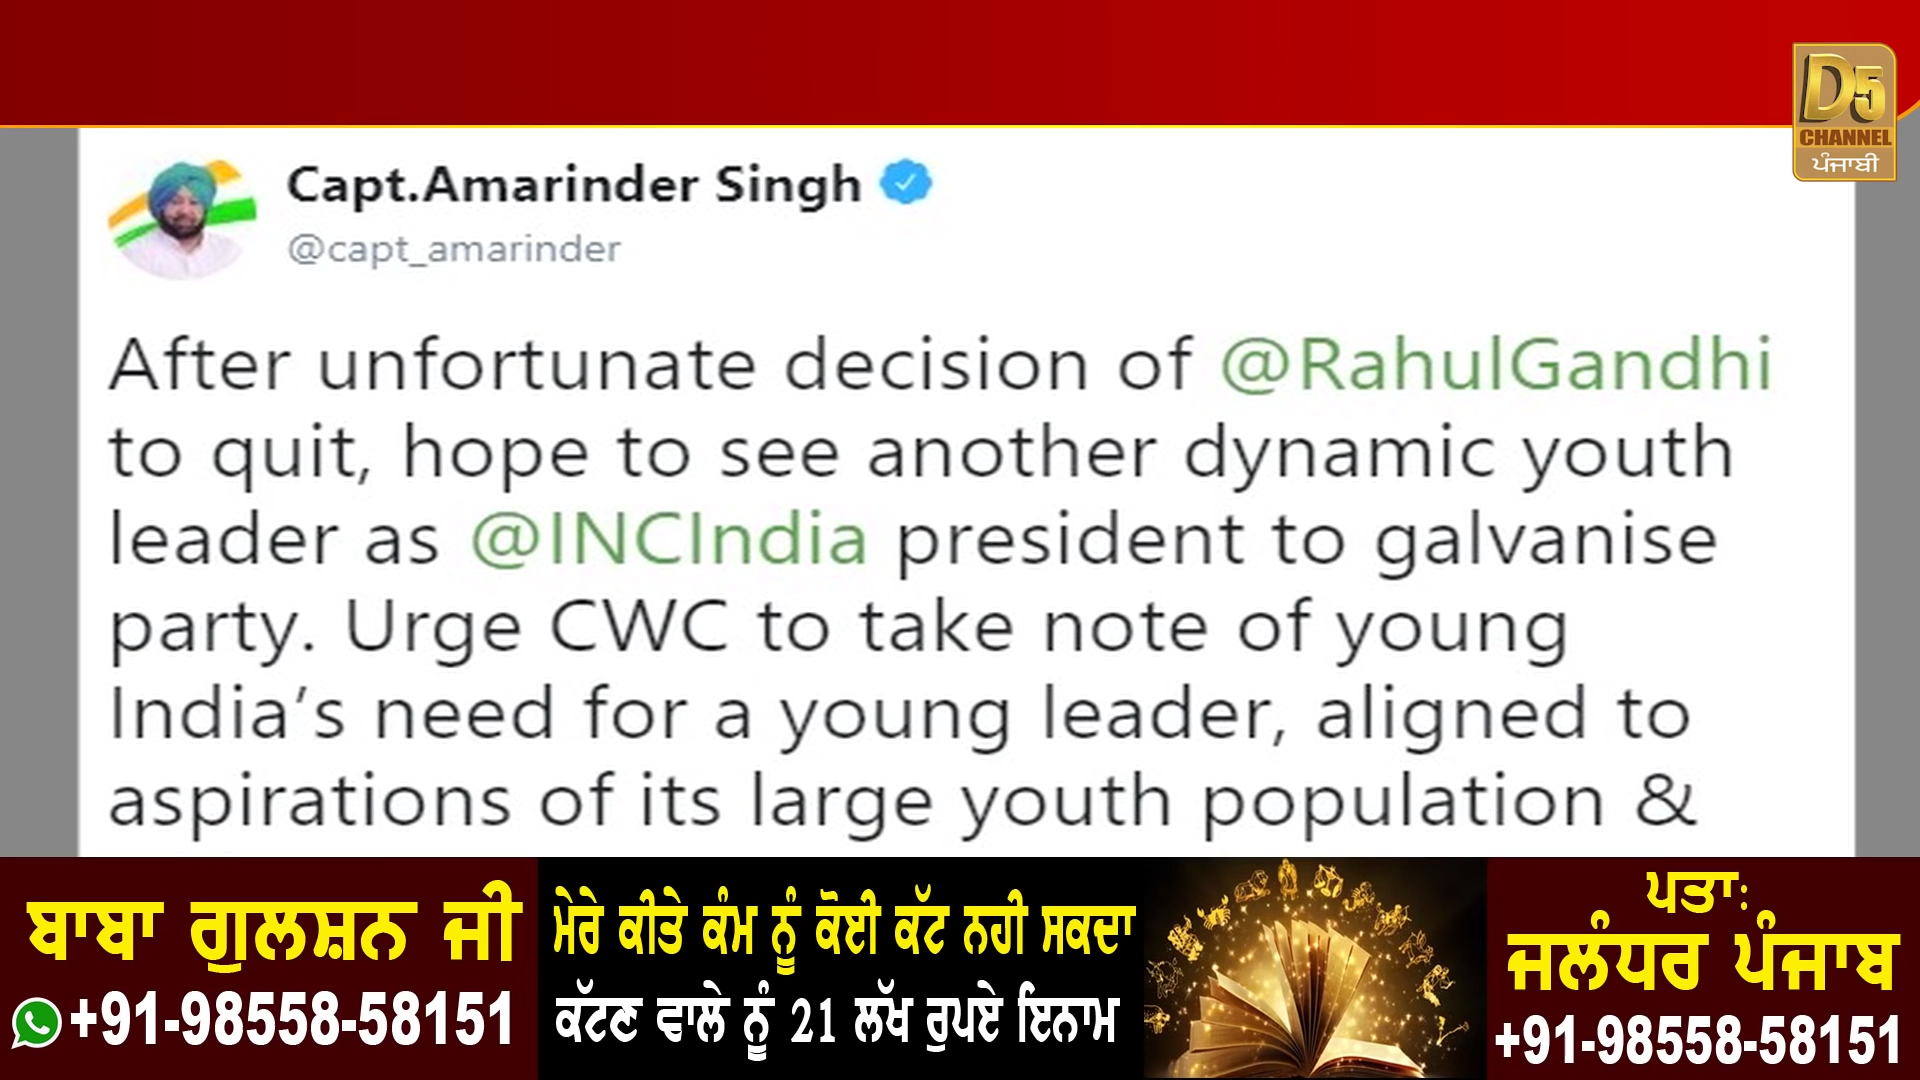 D5
CHANNEL
ਪੰਜਾਬੀ
Capt.Amarinder Singh
@capt_amarinder
After unfortunate decision of @RahulGandhi
to quit, hope to see another dynamic youth
leader as @INCIndia president to galvanise
party. Urge CWC to take note of young
India’s need for a young leader, aligned to
aspirations of its large youth population &
ਬਾਬਾ ਗੁਲਸ਼ਨ ਜੀ
+91-98558-58151
ਮੇਰੇ ਕੀਤੇ ਕੰਮ ਨੂੰ ਕੋਈ ਕੱਟ ਨਹੀ ਸਕਦਾ
ਕੱਟਣ ਵਾਲੇ ਨੂੰ 21 ਲੱਖ ਰੁਪਏ ਇਨਾਮ
ਪਤਾ:
ਜਲੰਧਰ ਪੰਜਾਬ
+91-98558-58151